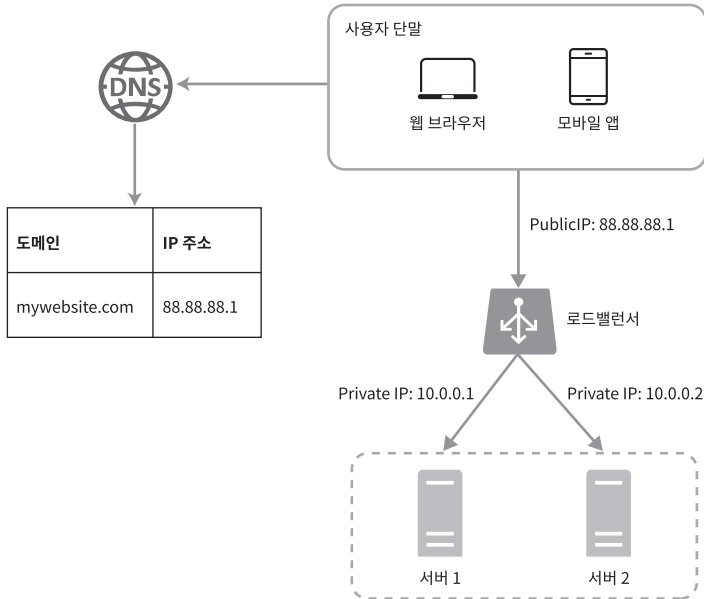 사용자 단말
DNS
웹 브라우저
모바일 앱
도메인
IP 주소
mywebsite.com
88.88.88.1
PublicIP: 88.88.88.1
로드밸런서
Private IP: 10.0.0.1
Private IP: 10.0.0.2
서버 1
서버 2